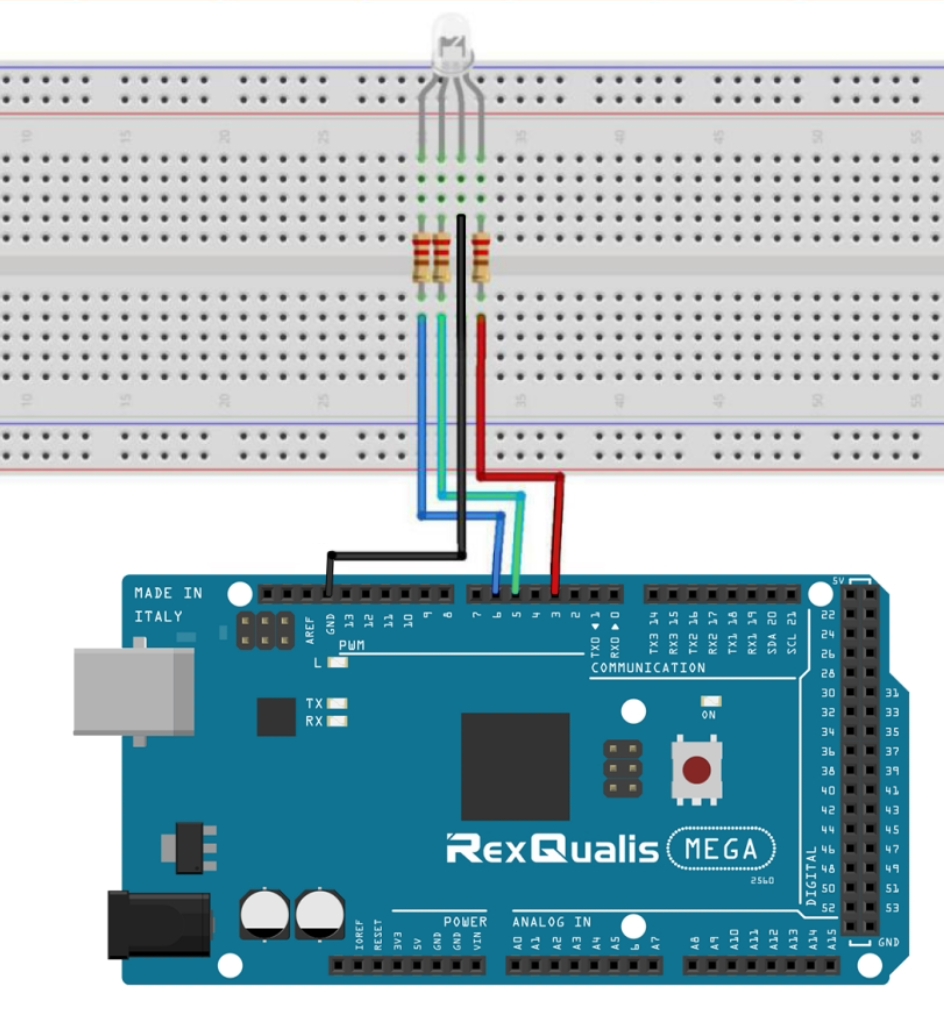 10 15 20 25 35 40 45 50 55
10 15 20 25 35 40 45 50 55
MADE IN
ITALY
AREF GND 13 12 11 10 9 8 7 6 5 4 3 2 TX0 1 RX0 0 TX3 14 RX3 15 TX2 16 RX2 17 TX1 18 RX1 19 SDA 20 SCL 21
5V
PWM
COMMUNICATION
L
TX
RX
ON
22
24
26
28
30 31
32 33
34 35
36 37
38 39
40 41
42 43
44 45
46 47
48 49
50 51
52 53
GND
DIGITAL
RexQualis MEGA
2560
POWER
ANALOG IN
IOREF RESET 3V3 5V GND GND VIN A0 A1 A2 A3 A4 A5 6 A7 A8 A9 A10 A11 A12 A13 A14 A15